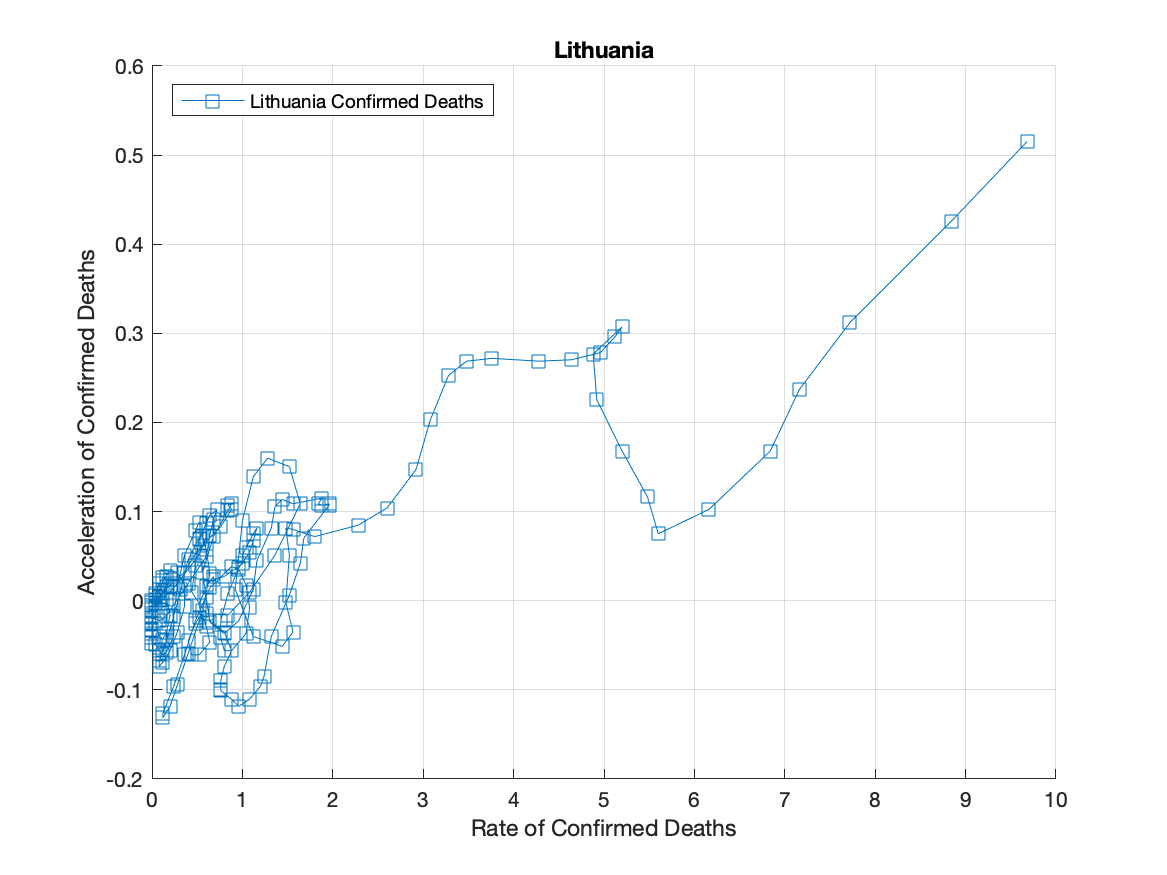 Lithuania
Lithuania Confirmed Deaths
0.6
0.5
0.4
0.3
0.2
0.1
0
-0.1
-0.2
Acceleration of Confirmed Deaths
0 1 2 3 4 5 6 7 8 9 10
Rate of Confirmed Deaths